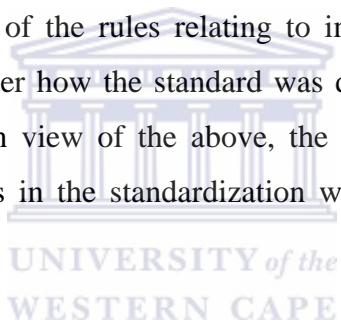 of the rules relating to
er how the standard was
n view of the above, the
s in the standardization
UNIVERSITY of the
WESTERN CAPE